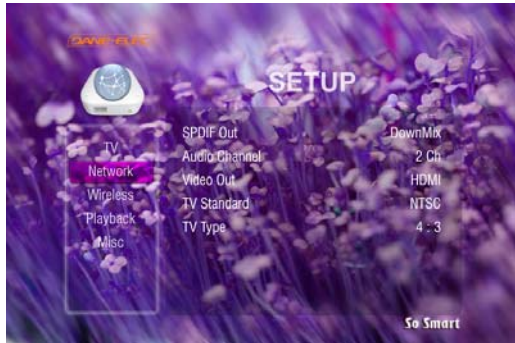 DANE-ELEC
SETUP
TV
Network
Wireless
Playback
Misc
SPDIF Out DownMix
Audio Channel 2 Ch
Video Out HDMI
TV Standard NTSC
TV Type 4 : 3
So Smart